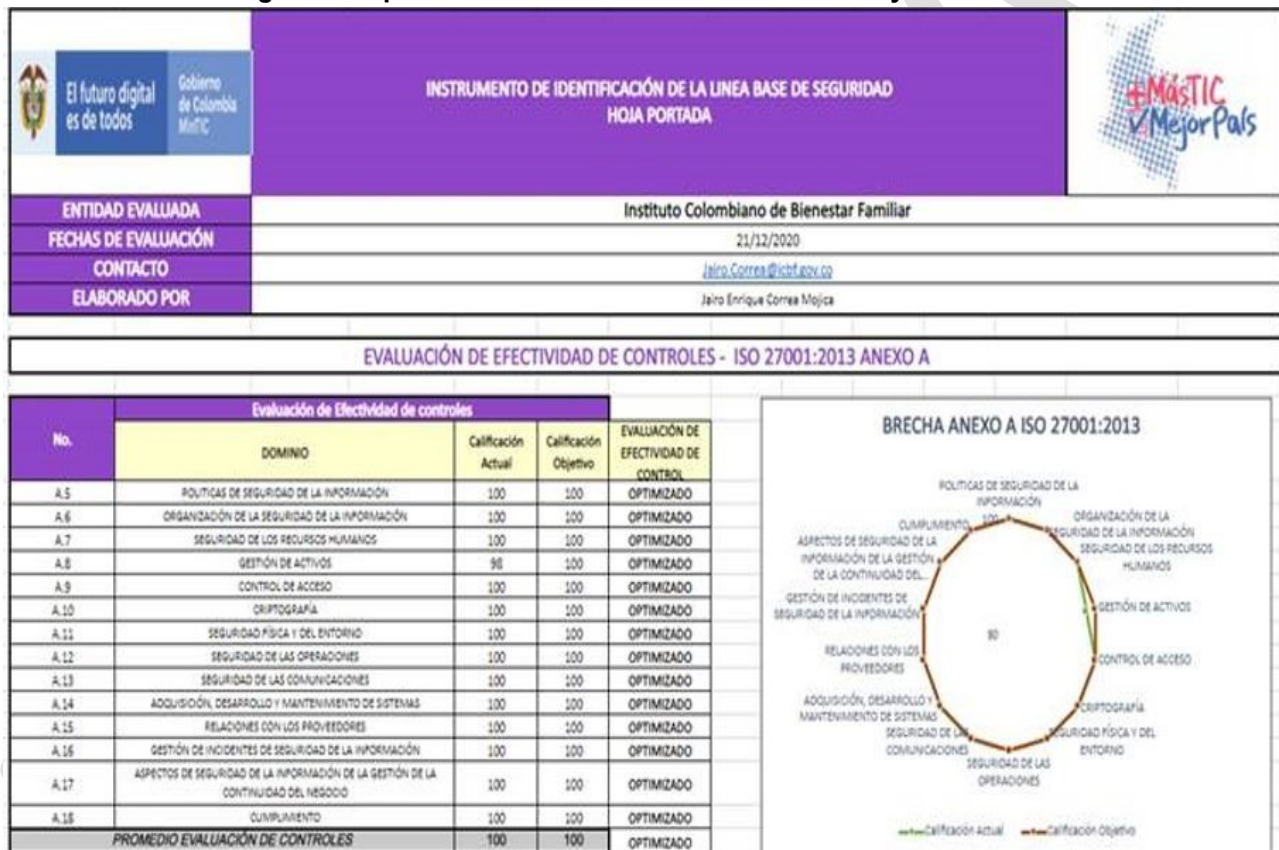 El futuro digital
es de todos
Gobierno
de Colombia
MinTIC
INSTRUMENTO DE IDENTIFICACIÓN DE LA LINEA BASE DE SEGURIDAD
HOJA PORTADA
+MásTIC
✓MejorPaís
ENTIDAD EVALUADA
Instituto Colombiano de Bienestar Familiar
FECHAS DE EVALUACIÓN
21/12/2020
CONTACTO
Jairo.Correa@icbf.gov.co
ELABORADO POR
Jairo Enrique Correa Mojica
EVALUACIÓN DE EFECTIVIDAD DE CONTROLES - ISO 27001:2013 ANEXO A
No.
Evaluación de Efectividad de controles
DOMINIO
Calificación Actual
Calificación Objetivo
EVALUACIÓN DE EFECTIVIDAD DE CONTROL
A.5 POLITICAS DE SEGURIDAD DE LA INFORMACIÓN 100 100 OPTIMIZADO
A.6 ORGANIZACIÓN DE LA SEGURIDAD DE LA INFORMACIÓN 100 100 OPTIMIZADO
A.7 SEGURIDAD DE LOS RECURSOS HUMANOS 100 100 OPTIMIZADO
A.8 GESTIÓN DE ACTIVOS 98 100 OPTIMIZADO
A.9 CONTROL DE ACCESO 100 100 OPTIMIZADO
A.10 CRIPTOGRAFÍA 100 100 OPTIMIZADO
A.11 SEGURIDAD FÍSICA Y DEL ENTORNO 100 100 OPTIMIZADO
A.12 SEGURIDAD DE LAS OPERACIONES 100 100 OPTIMIZADO
A.13 SEGURIDAD DE LAS COMUNICACIONES 100 100 OPTIMIZADO
A.14 ADQUISICIÓN, DESARROLLO Y MANTENIMIENTO DE SISTEMAS 100 100 OPTIMIZADO
A.15 RELACIONES CON LOS PROVEEDORES 100 100 OPTIMIZADO
A.16 GESTIÓN DE INCIDENTES DE SEGURIDAD DE LA INFORMACIÓN 100 100 OPTIMIZADO
A.17 ASPECTOS DE SEGURIDAD DE LA INFORMACIÓN DE LA GESTIÓN DE LA CONTINUIDAD DEL NEGOCIO 100 100 OPTIMIZADO
A.18 CUMPLIMIENTO 100 100 OPTIMIZADO
PROMEDIO EVALUACIÓN DE CONTROLES 100 100 OPTIMIZADO
BRECHA ANEXO A ISO 27001:2013
POLITICAS DE SEGURIDAD DE LA
INFORMACIÓN
100
ORGANIZACIÓN DE LA
SEGURIDAD DE LA INFORMACIÓN
SEGURIDAD DE LOS RECURSOS
HUMANOS
GESTIÓN DE ACTIVOS
CONTROL DE ACCESO
CRIPTOGRAFÍA
SEGURIDAD FÍSICA Y DEL
ENTORNO
SEGURIDAD DE LAS
OPERACIONES
SEGURIDAD DE LAS
COMUNICACIONES
ADQUISICIÓN, DESARROLLO Y
MANTENIMIENTO DE SISTEMAS
RELACIONES CON LOS
PROVEEDORES
GESTIÓN DE INCIDENTES DE
SEGURIDAD DE LA INFORMACIÓN
ASPECTOS DE SEGURIDAD DE LA
INFORMACIÓN DE LA GESTIÓN
DE LA CONTINUIDAD DEL...
CUMPLIMIENTO
Calificación Actual
Calificación Objetivo